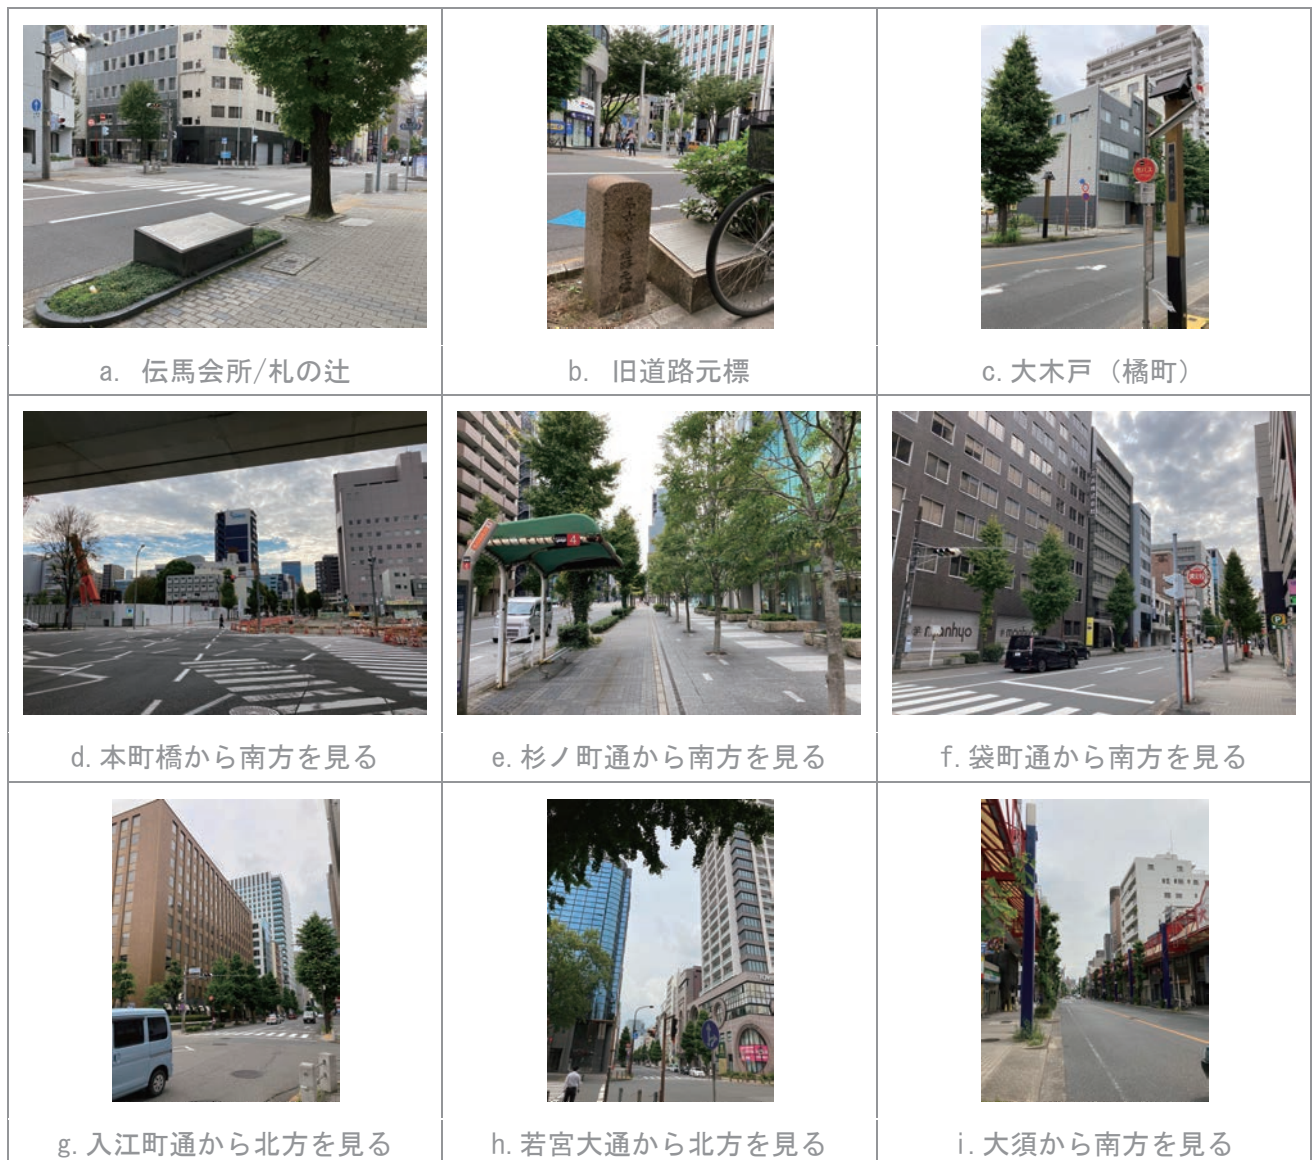 a. 伝馬会所/札の辻
b. 旧道路元標
c. 大木戸（橘町）
4
manhyo
d. 本町橋から南方を見る
e. 杉ノ町通から南方を見る
f. 袋町通から南方を見る
g. 入江町通から北方を見る
h. 若宮大通から北方を見る
i. 大須から南方を見る